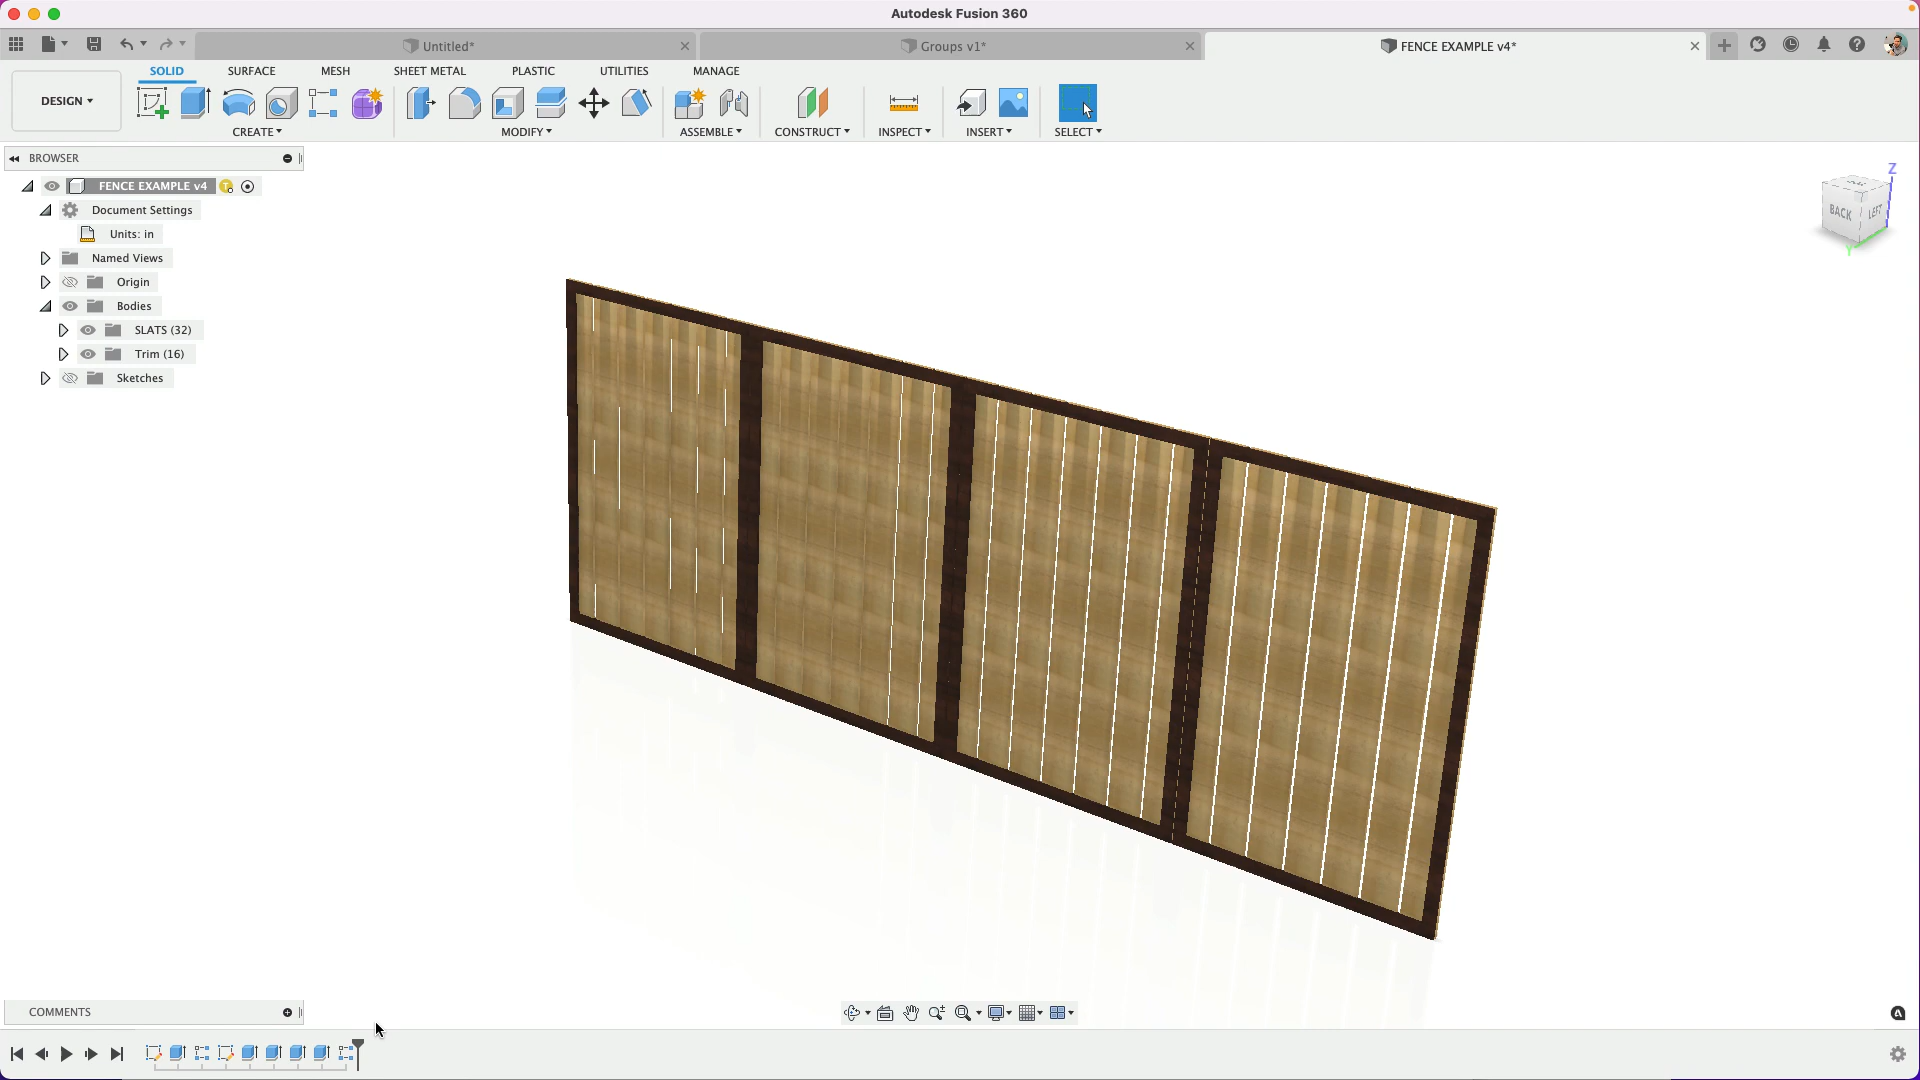 Autodesk Fusion 360
Untitled*
Groups v1*
FENCE EXAMPLE v4*
SOLID
SURFACE
MESH
SHEET METAL
PLASTIC
UTILITIES
MANAGE
DESIGN
CREATE
MODIFY
ASSEMBLE
CONSTRUCT
INSPECT
INSERT
SELECT
BROWSER
FENCE EXAMPLE v4
Document Settings
Units: in
Named Views
Origin
Bodies
SLATS (32)
Trim (16)
Sketches
Z
BACK
LEFT
Y
COMMENTS